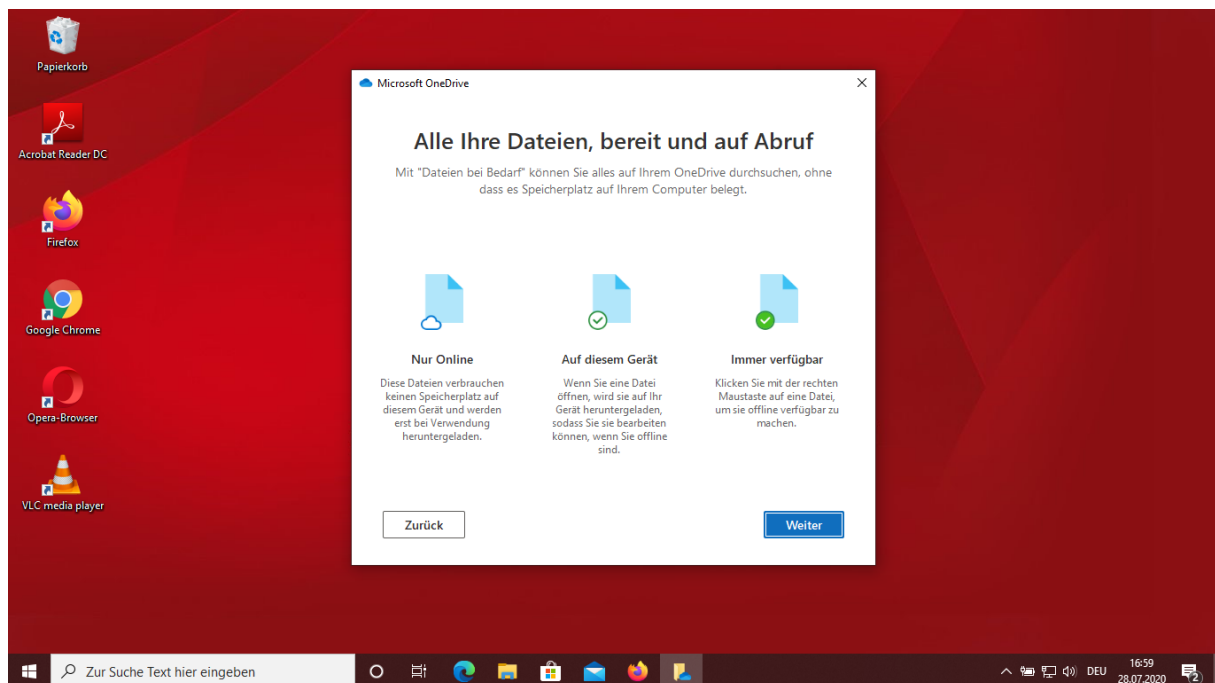 Papierkorb
Acrobat Reader DC
Firefox
Google Chrome
Opera-Browser
VLC media player
Microsoft OneDrive
Alle Ihre Dateien, bereit und auf Abruf
Mit "Dateien bei Bedarf" können Sie alles auf Ihrem OneDrive durchsuchen, ohne
dass es Speicherplatz auf Ihrem Computer belegt.
Nur Online
Diese Dateien verbrauchen
keinen Speicherplatz auf
diesem Gerät und werden
erst bei Verwendung
heruntergeladen.
Auf diesem Gerät
Wenn Sie eine Datei
öffnen, wird sie auf Ihr
Gerät heruntergeladen,
sodass Sie sie bearbeiten
können, wenn Sie offline
sind.
Immer verfügbar
Klicken Sie mit der rechten
Maustaste auf eine Datei,
um sie offline verfügbar zu
machen.
Zurück
Weiter
Zur Suche Text hier eingeben
DEU
16:59
28.07.2020
2